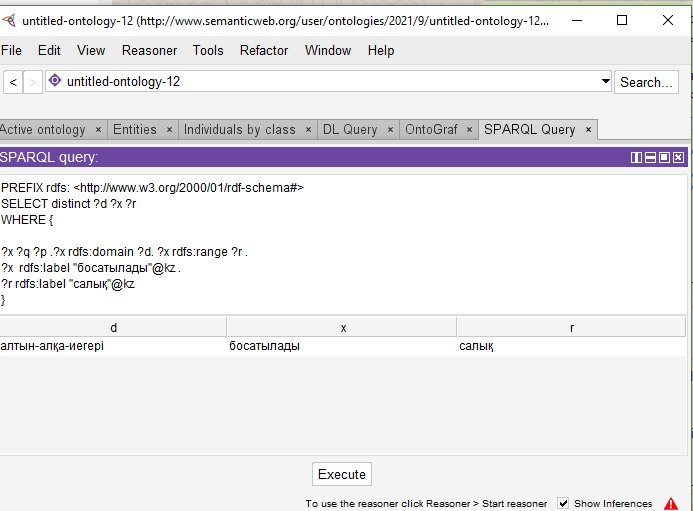 untitled-ontology-12 (http://www.semanticweb.org/user/ontologies/2021/9/untitled-ontology-12...
File Edit View Reasoner Tools Refactor Window Help
< > untitled-ontology-12 Search...
Active ontology × Entities × Individuals by class × DL Query × OntoGraf × SPARQL Query ×
SPARQL query:
PREFIX rdfs: <http://www.w3.org/2000/01/rdf-schema#>
SELECT distinct ?d ?x ?r
WHERE {
?x ?q ?p .?x rdfs:domain ?d. ?x rdfs:range ?r .
?x rdfs:label "босатылады"@kz .
?r rdfs:label "салық"@kz
}
d x r
алтын-алқа-иегері босатылады салық
Execute
To use the reasoner click Reasoner > Start reasoner Show Inferences